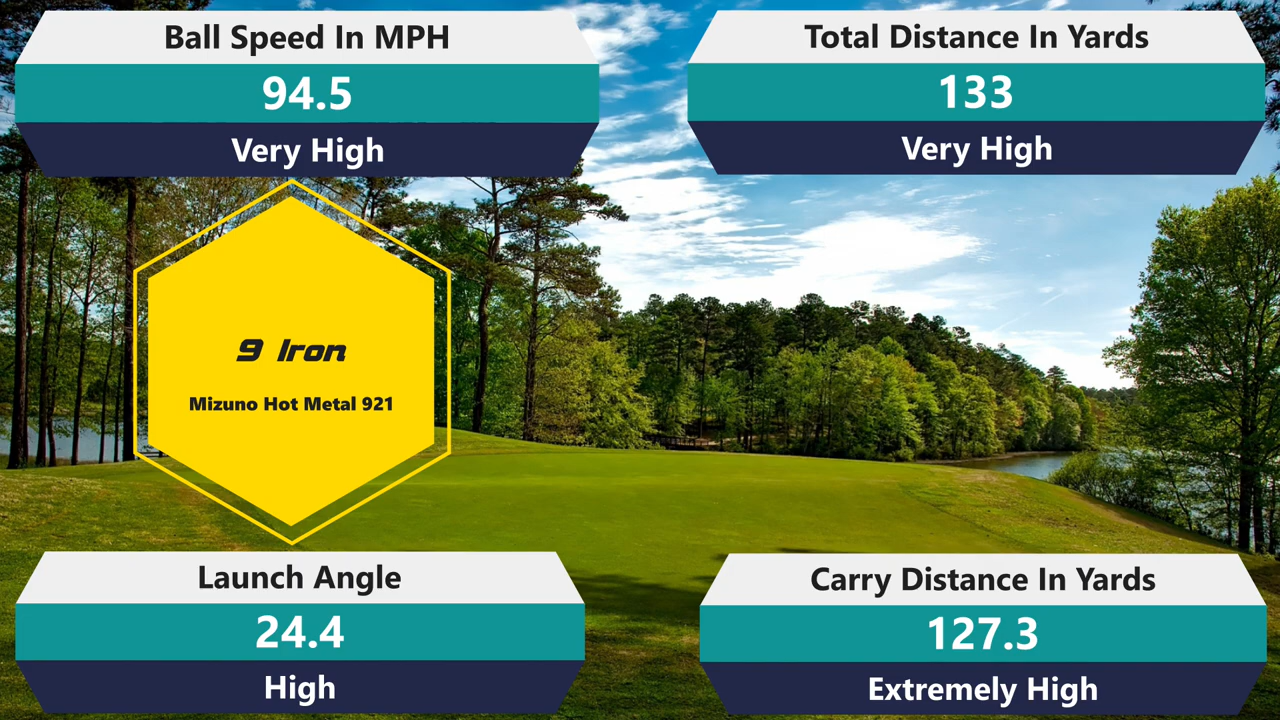 Ball Speed In MPH
94.5
Very High
Total Distance In Yards
133
Very High
9 Iron
Mizuno Hot Metal 921
Launch Angle
24.4
High
Carry Distance In Yards
127.3
Extremely High